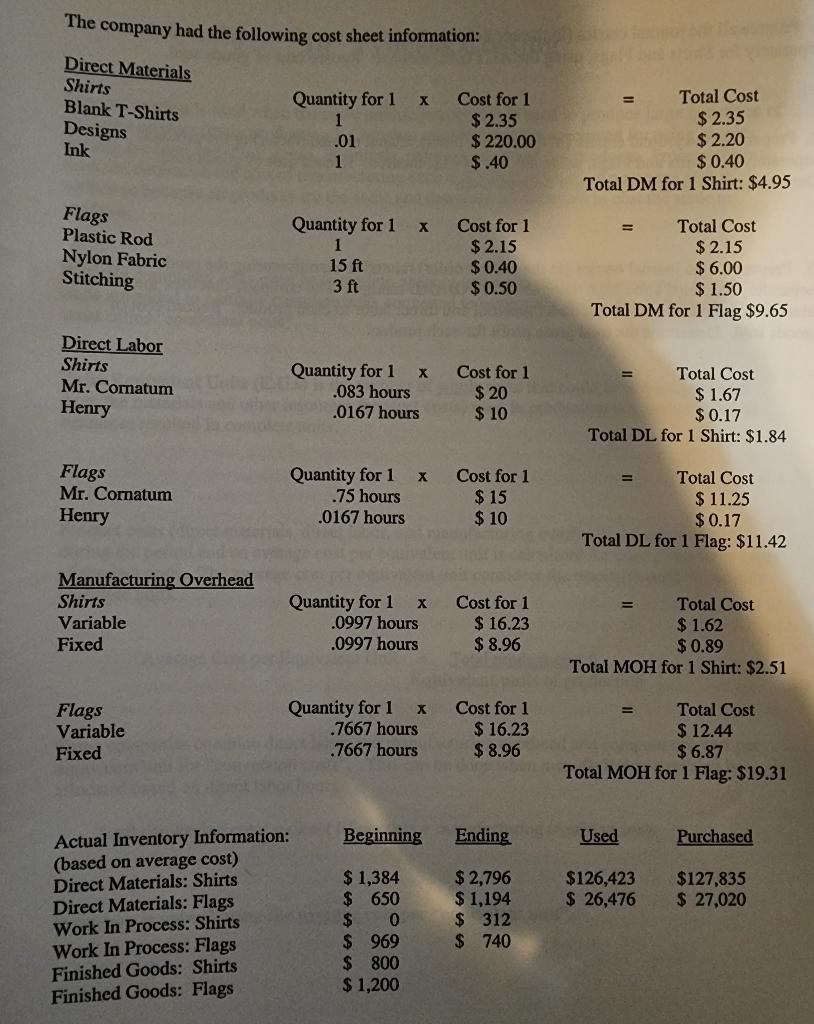 The company had the following cost sheet information:
Direct Materials
Shirts Quantity for 1 x Cost for 1 = Total Cost
Blank T-Shirts 1 $ 2.35 $ 2.35
Designs .01 $ 220.00 $ 2.20
Ink 1 $ .40 $ 0.40
Total DM for 1 Shirt: $4.95
Flags Quantity for 1 x Cost for 1 = Total Cost
Plastic Rod 1 $ 2.15 $ 2.15
Nylon Fabric 15 ft $ 0.40 $ 6.00
Stitching 3 ft $ 0.50 $ 1.50
Total DM for 1 Flag $9.65
Direct Labor
Shirts Quantity for 1 x Cost for 1 = Total Cost
Mr. Cornatum .083 hours $ 20 $ 1.67
Henry .0167 hours $ 10 $ 0.17
Total DL for 1 Shirt: $1.84
Flags Quantity for 1 x Cost for 1 = Total Cost
Mr. Cornatum .75 hours $ 15 $ 11.25
Henry .0167 hours $ 10 $ 0.17
Total DL for 1 Flag: $11.42
Manufacturing Overhead
Shirts Quantity for 1 x Cost for 1 = Total Cost
Variable .0997 hours $ 16.23 $ 1.62
Fixed .0997 hours $ 8.96 $ 0.89
Total MOH for 1 Shirt: $2.51
Flags Quantity for 1 x Cost for 1 = Total Cost
Variable .7667 hours $ 16.23 $ 12.44
Fixed .7667 hours $ 8.96 $ 6.87
Total MOH for 1 Flag: $19.31
Actual Inventory Information: Beginning Ending Used Purchased
(based on average cost)
Direct Materials: Shirts $ 1,384 $ 2,796 $126,423 $127,835
Direct Materials: Flags $ 650 $ 1,194 $ 26,476 $ 27,020
Work In Process: Shirts $ 0 $ 312
Work In Process: Flags $ 969 $ 740
Finished Goods: Shirts $ 800
Finished Goods: Flags $ 1,200